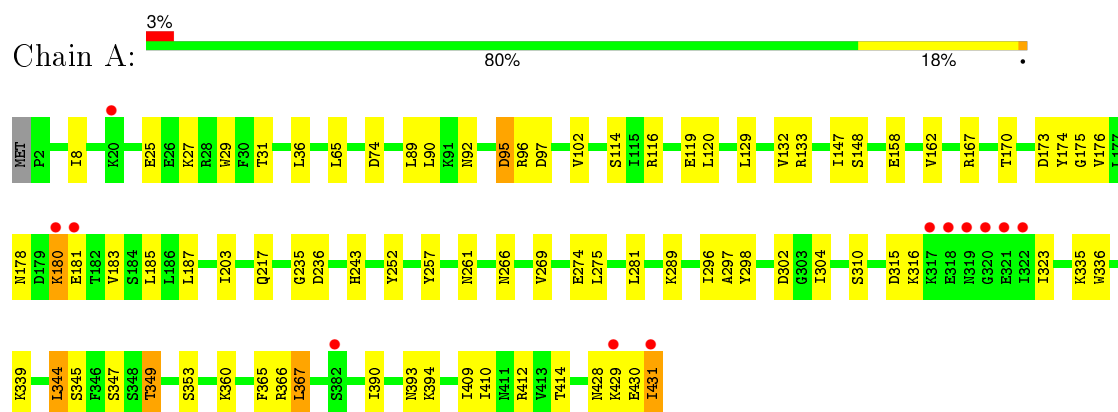 3%
Chain A:
80% 18% •
MET P2 I8 K20 E25 E26 K27 R28 W29 F30 T31 L36 L65 D74 L89 L90 K91 N92 D95 R96 D97 V102 S114 I115 R116 E119 L120 L129 V132 R133 I147 S148 E158 V162 R167 T170 D173 Y174 G175 V176 L177
N178 D179 K180 E181 T182 V183 S184 L185 L186 L187 I203 Q217 G235 D236 H243 Y252 Y257 N261 N266 V269 E274 L275 L281 K289 I296 A297 Y298 D302 G303 I304 S310 D315 K316 K317 E318 N319 G320 E321 I322 I323 K335 W336
K339 L344 S345 F346 S347 S348 T349 S353 K360 F365 R366 L367 S382 I390 N393 K394 I409 I410 N411 R412 V413 T414 N428 K429 E430 I431